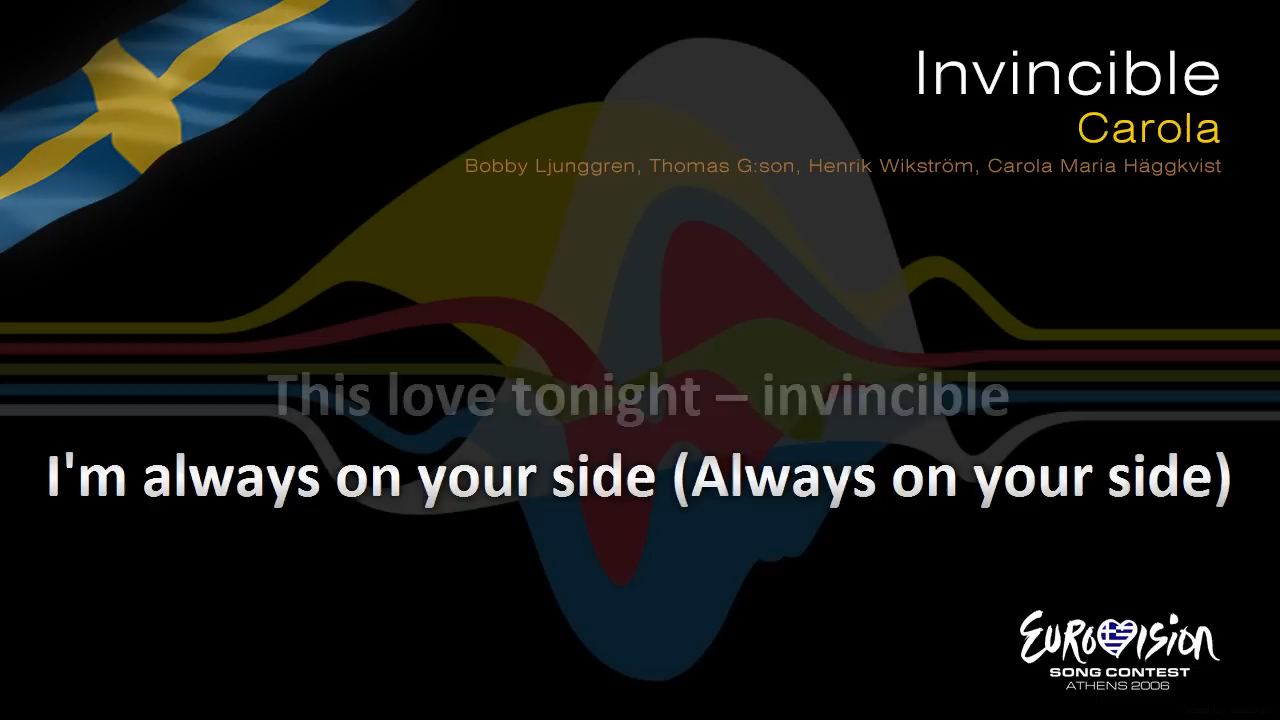 Invincible
Carola
Bobby Ljunggren, Thomas G:son, Henrik Wikström, Carola Maria Häggkvist
This love tonight – invincible
I'm always on your side (Always on your side)
EUROVISION
SONG CONTEST
ATHENS 2006